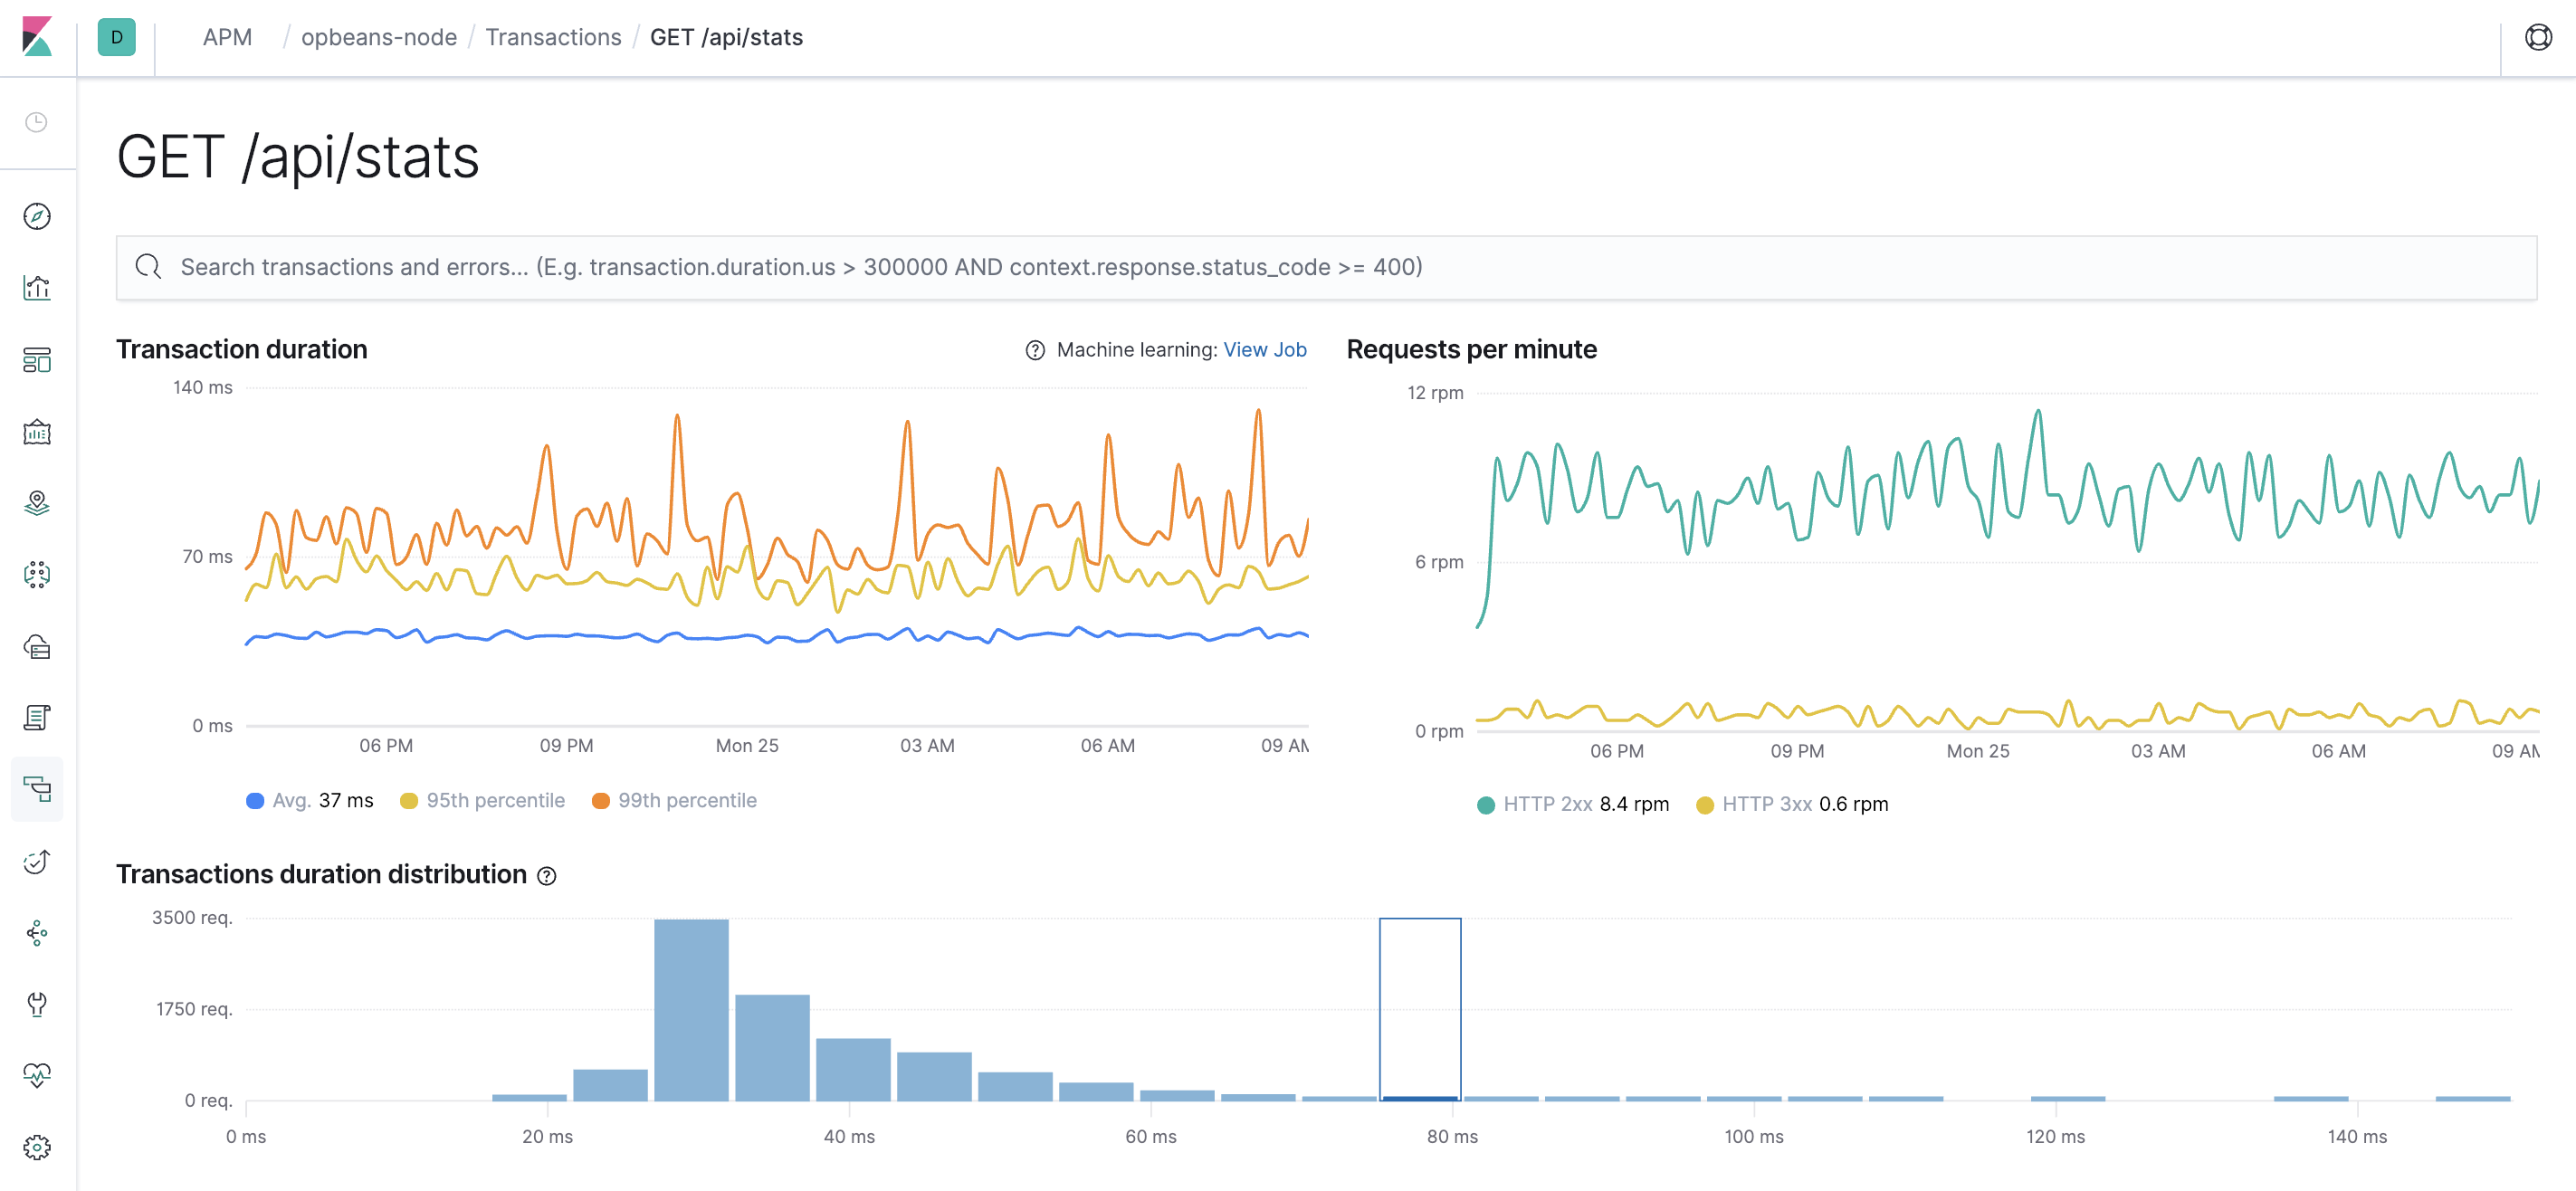 D
APM / opbeans-node / Transactions / GET /api/stats
GET /api/stats
Search transactions and errors... (E.g. transaction.duration.us > 300000 AND context.response.status_code >= 400)
Transaction duration
Machine learning: View Job
140 ms
70 ms
0 ms
06 PM 09 PM Mon 25 03 AM 06 AM 09 AM
Avg. 37 ms 95th percentile 99th percentile
Requests per minute
12 rpm
6 rpm
0 rpm
06 PM 09 PM Mon 25 03 AM 06 AM 09 AM
HTTP 2xx 8.4 rpm HTTP 3xx 0.6 rpm
Transactions duration distribution
3500 req.
1750 req.
0 req.
0 ms 20 ms 40 ms 60 ms 80 ms 100 ms 120 ms 140 ms